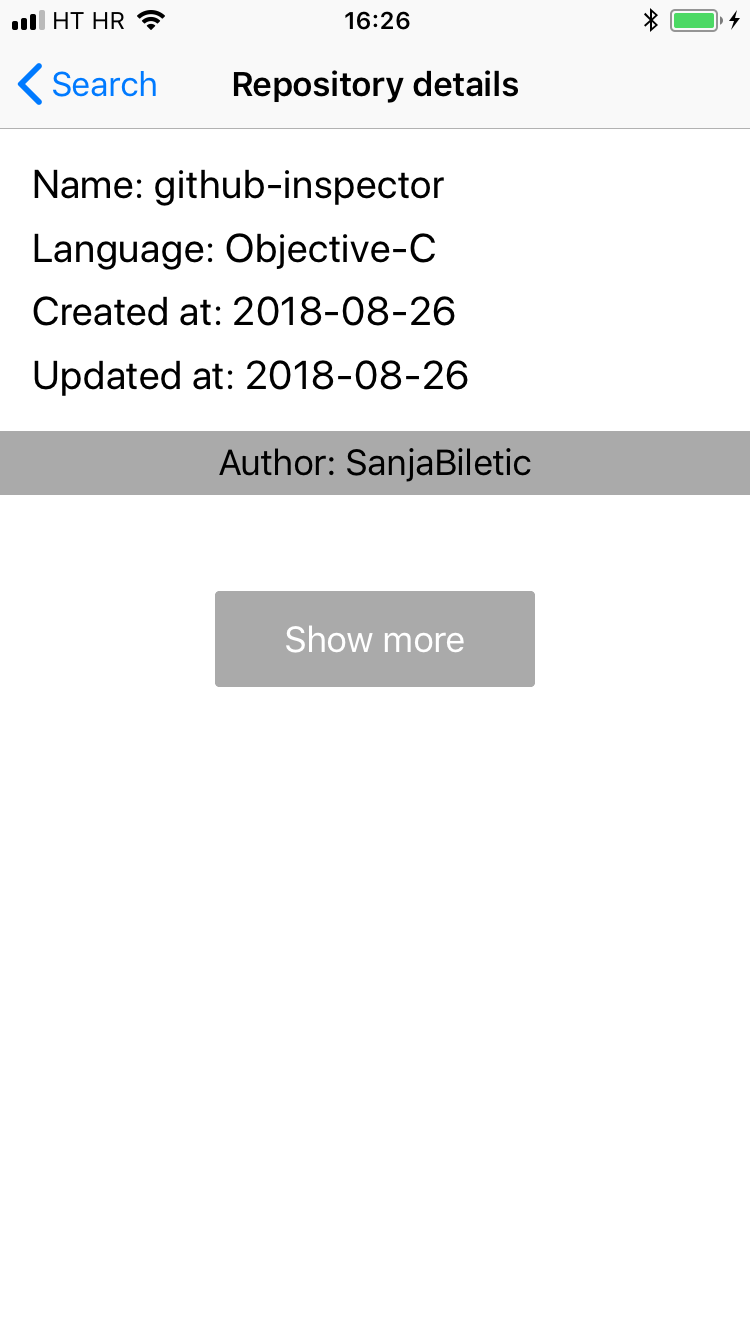 HT HR 16:26
Search Repository details
Name: github-inspector
Language: Objective-C
Created at: 2018-08-26
Updated at: 2018-08-26
Author: SanjaBiletic
Show more